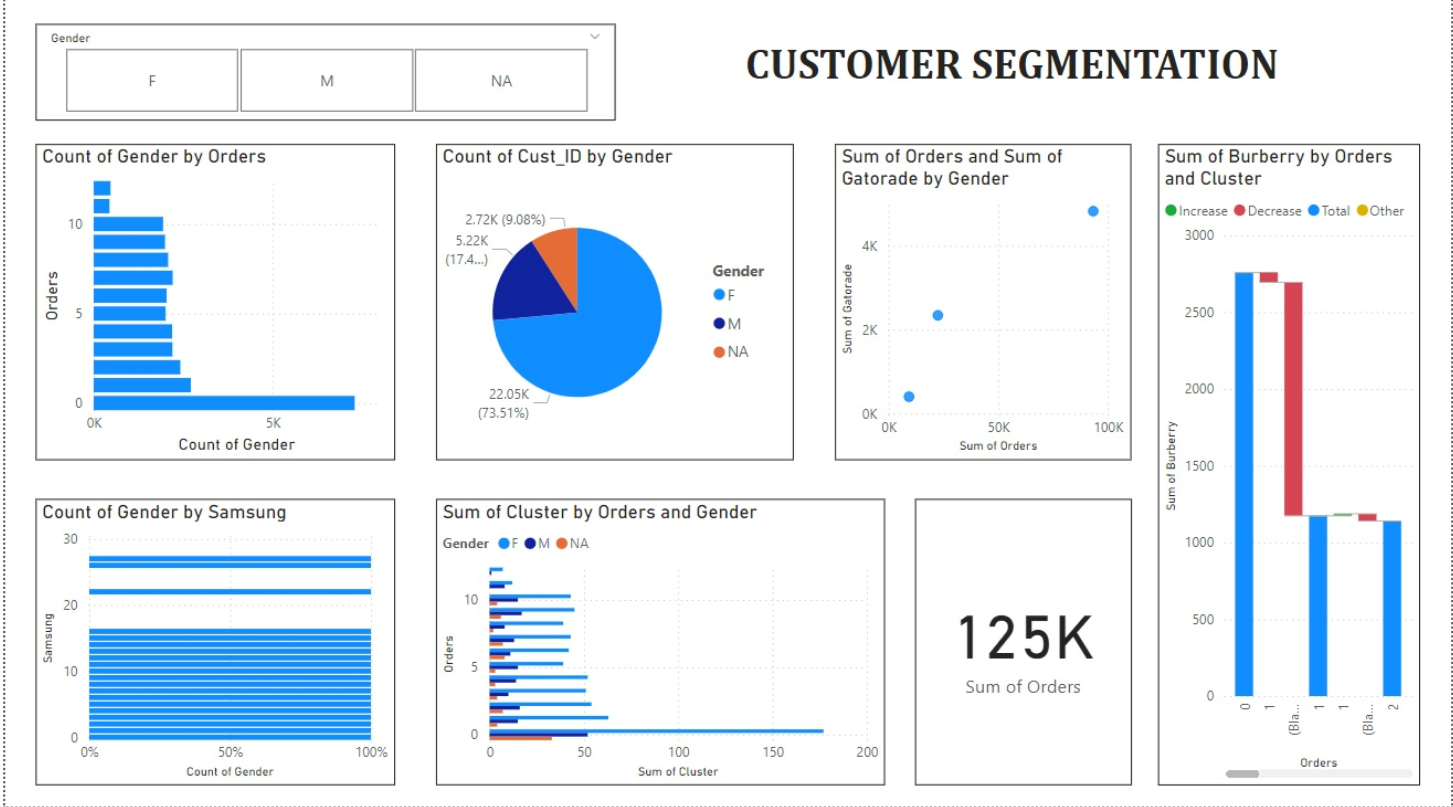 Gender
F
M
NA
CUSTOMER SEGMENTATION
Count of Gender by Orders
Orders
10
5
0
0K
5K
Count of Gender
Count of Cust_ID by Gender
2.72K (9.08%)
5.22K
(17.4...)
22.05K
(73.51%)
Gender
F
M
NA
Sum of Orders and Sum of
Gatorade by Gender
Sum of Gatorade
4K
2K
0K
0K
50K
100K
Sum of Orders
Sum of Burberry by Orders
and Cluster
Increase
Decrease
Total
Other
Sum of Burberry
3000
2500
2000
1500
1000
500
0
0
1
(Bla...
1
1
(Bla...
2
Orders
Count of Gender by Samsung
Samsung
30
20
10
0
0%
50%
100%
Count of Gender
Sum of Cluster by Orders and Gender
Gender F M NA
Orders
10
5
0
0
50
100
150
200
Sum of Cluster
125K
Sum of Orders